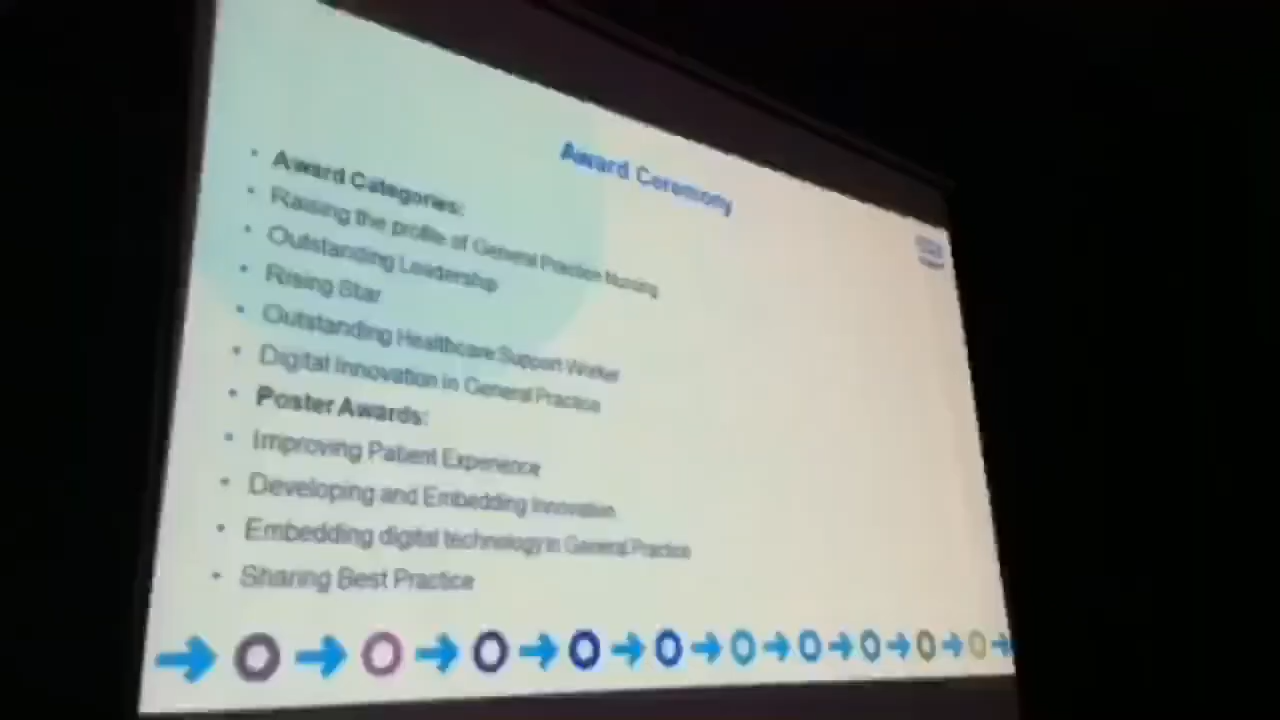 Award Ceremony
• Award Categories:
• Raising the profile of General Practice Nursing
• Outstanding Leadership
• Rising Star
• Outstanding Healthcare Support Worker
• Digital Innovation in General Practice
• Poster Awards:
• Improving Patient Experience
• Developing and Embedding Innovation
• Embedding digital technology in General Practice
• Sharing Best Practice